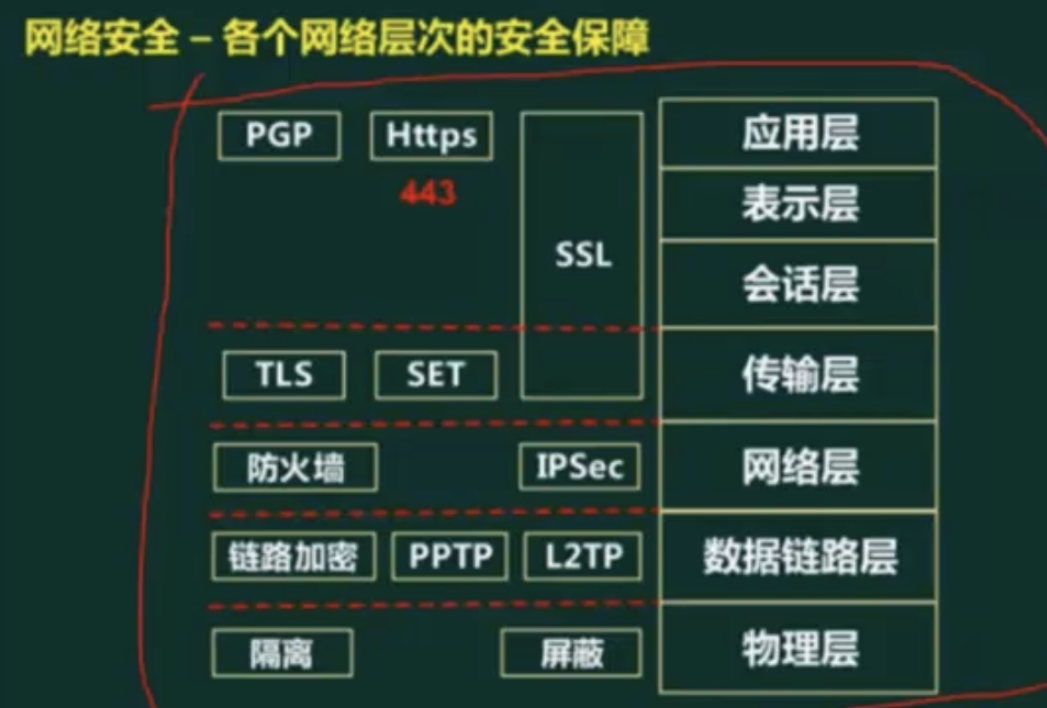 网络安全 – 各个网络层次的安全保障
PGP Https SSL 应用层
443
表示层
会话层
TLS SET 传输层
防火墙 IPSec 网络层
链路加密 PPTP L2TP 数据链路层
隔离 屏蔽 物理层